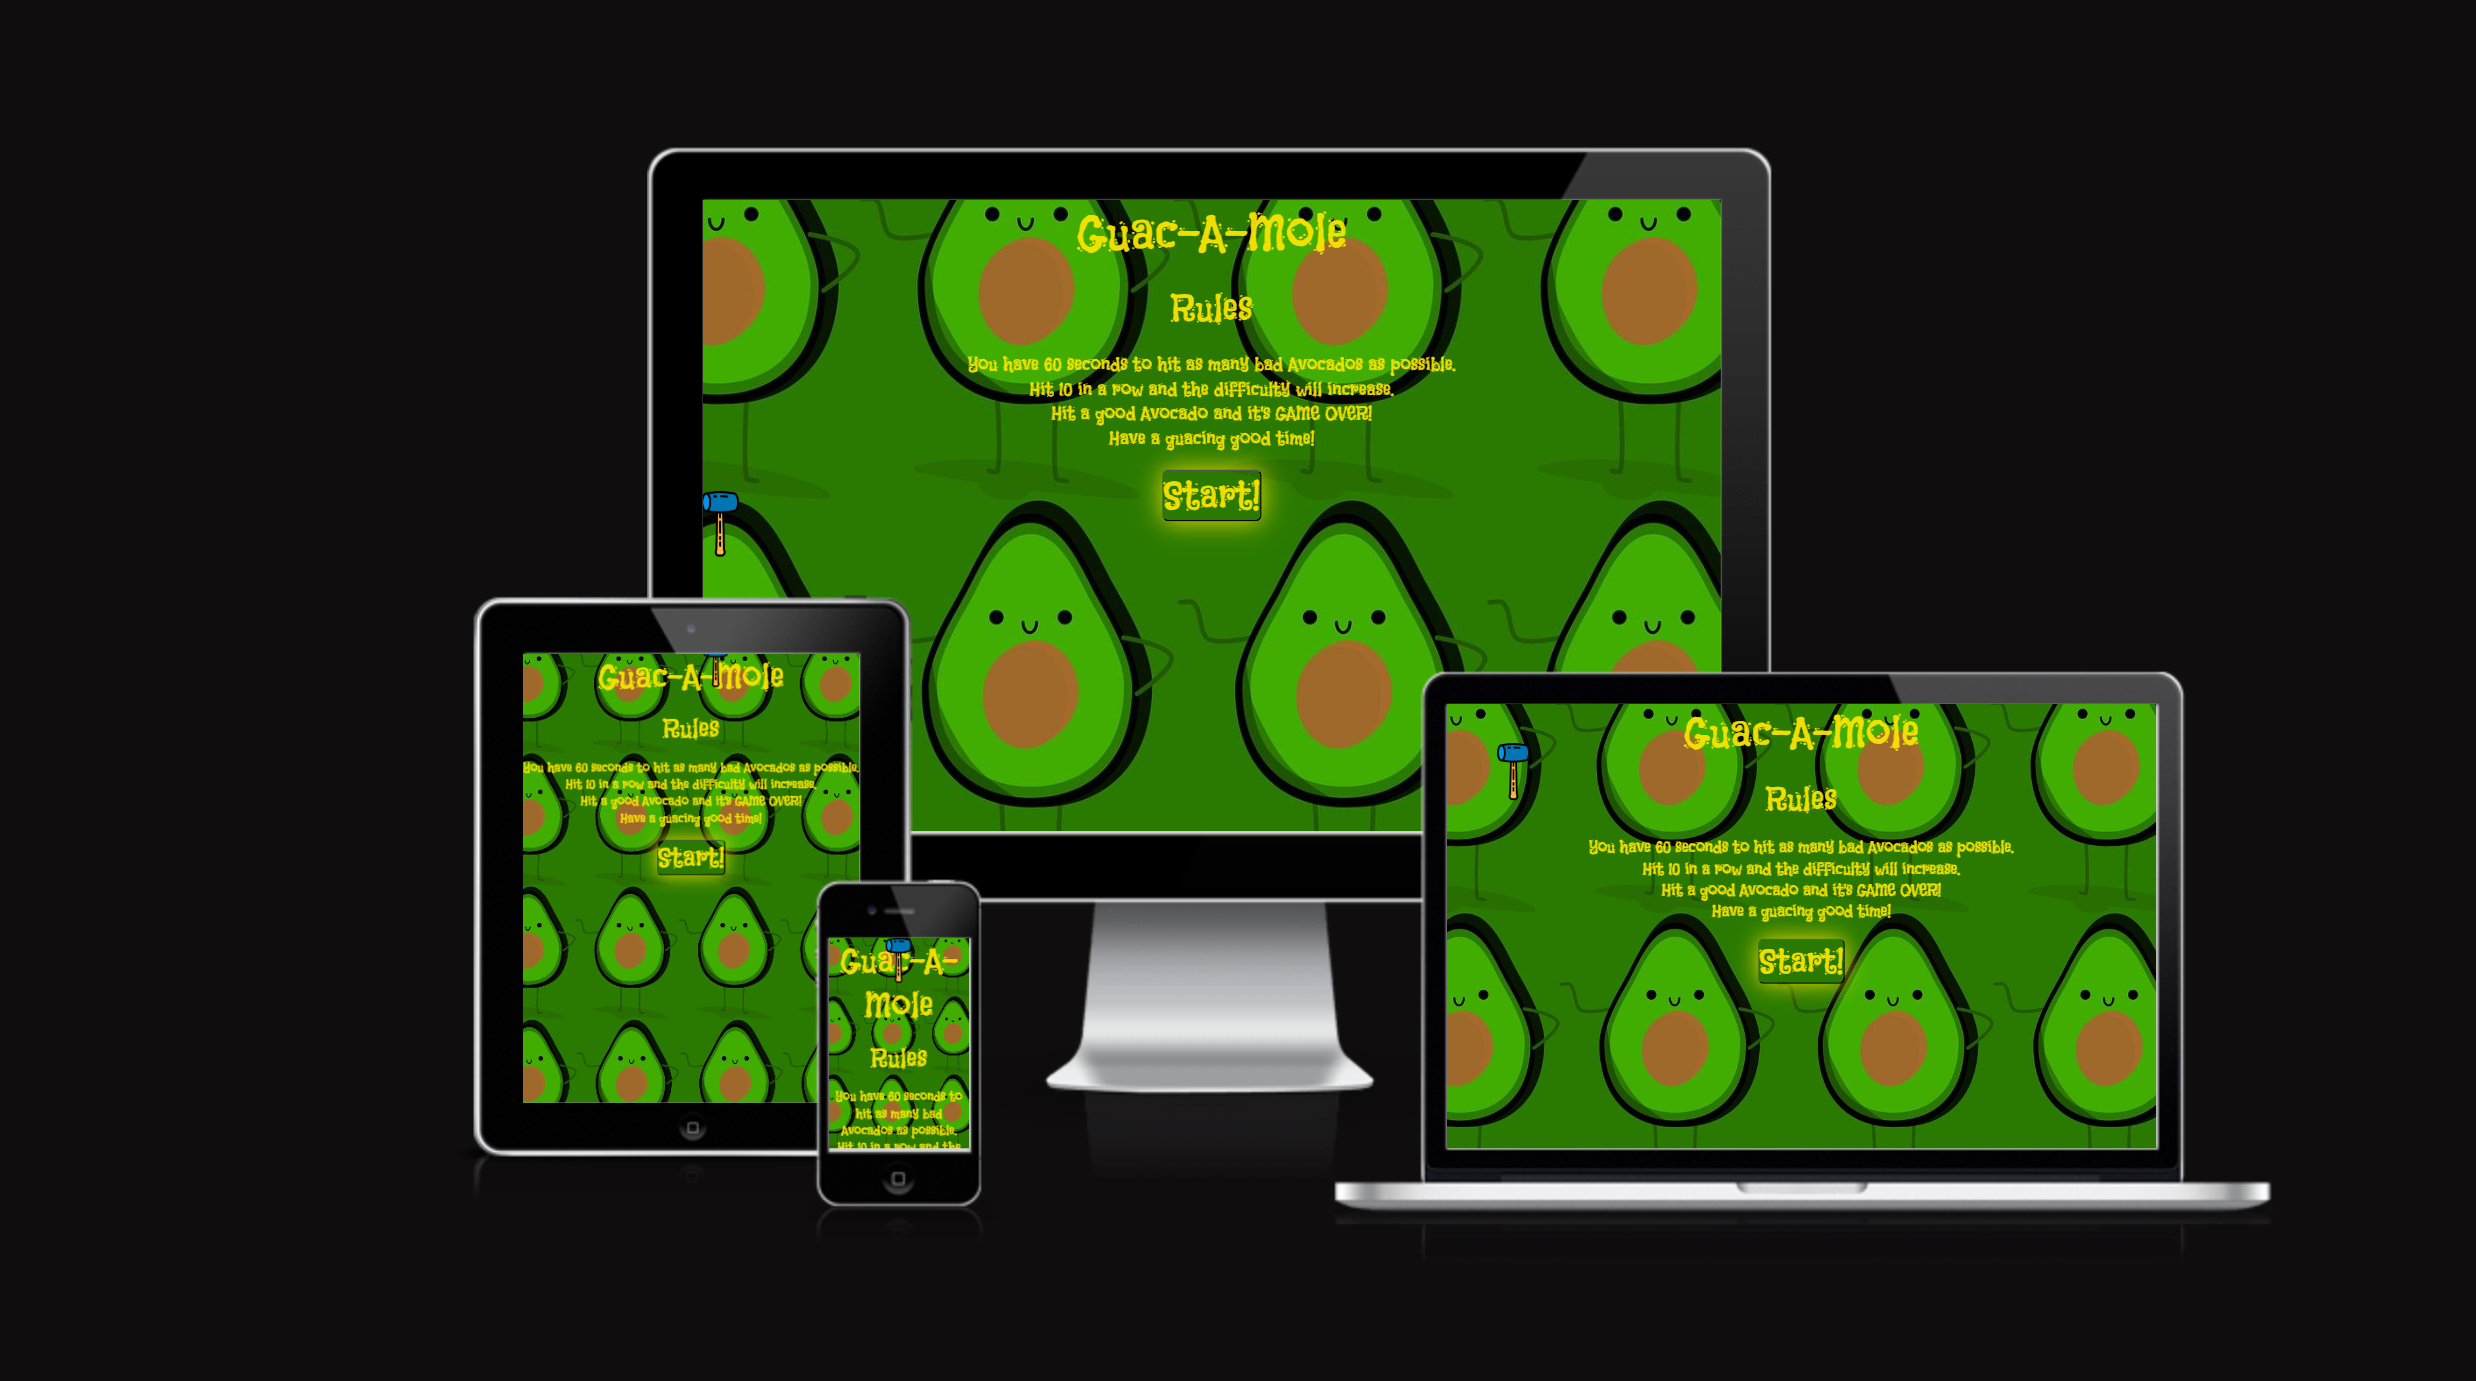 Guac-A-Mole
Rules
You have 60 seconds to hit as many bad Avocados as possible.
Hit 10 in a row and the difficulty will increase.
Hit a good Avocado and it's GAME OVER!
Have a guacing good time!
Start!
Guac-A-Mole
Rules
You have 60 seconds to hit as many bad Avocados as possible.
Hit 10 in a row and the difficulty will increase.
Hit a good Avocado and it's GAME OVER!
Have a guacing good time!
Start!
Guac-A-
Mole
Rules
You have 60 seconds to
hit as many bad
Avocados as possible.
Hit 10 in a row and the
Guac-A-Mole
Rules
You have 60 seconds to hit as many bad Avocados as possible.
Hit 10 in a row and the difficulty will increase.
Hit a good Avocado and it's GAME OVER!
Have a guacing good time!
Start!